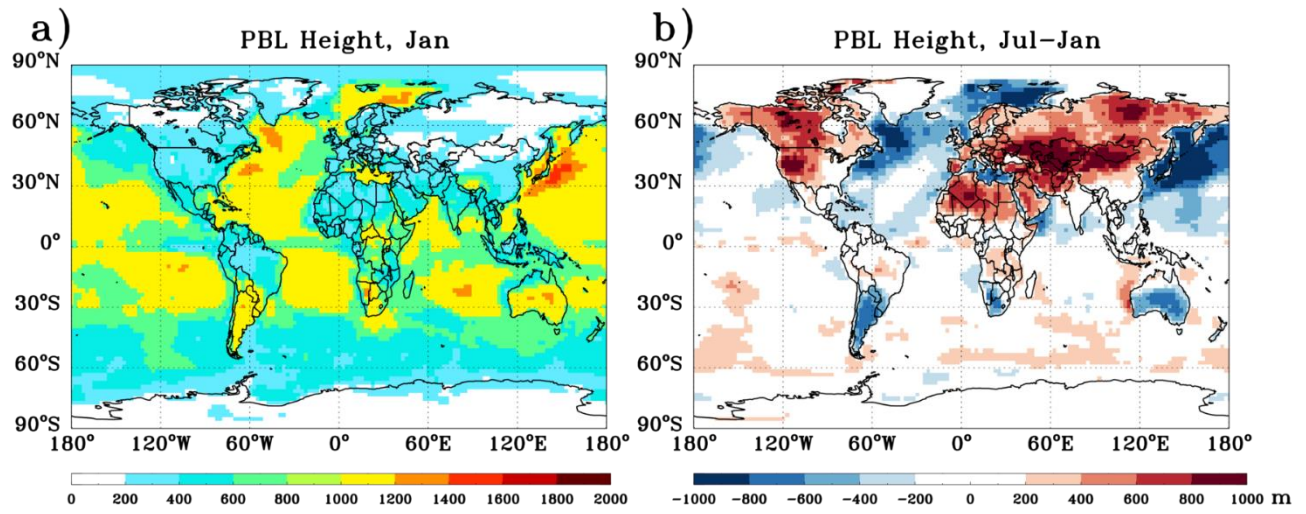 a)
PBL Height, Jan
90°N
60°N
30°N
0°
30°S
60°S
90°S
180° 120°W 60°W 0° 60°E 120°E 180°
0 200 400 600 800 1000 1200 1400 1600 1800 2000
b)
PBL Height, Jul-Jan
90°N
60°N
30°N
0°
30°S
60°S
90°S
180° 120°W 60°W 0° 60°E 120°E 180°
-1000 -800 -600 -400 -200 0 200 400 600 800 1000 m